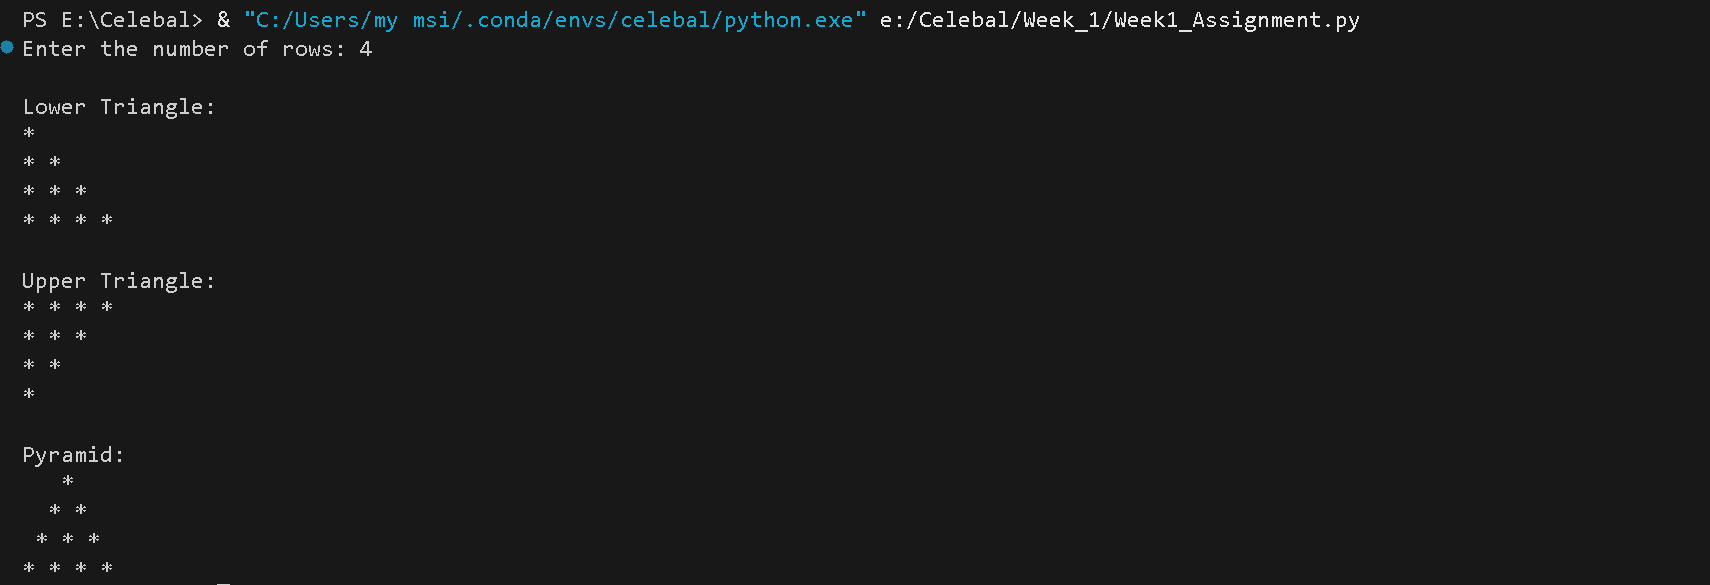 PS E:\Celebal> & "C:/Users/my msi/.conda/envs/celebal/python.exe" e:/Celebal/Week_1/Week1_Assignment.py
Enter the number of rows: 4

Lower Triangle:
*
* *
* * *
* * * *

Upper Triangle:
* * * *
* * *
* *
*

Pyramid:
   *
  * *
 * * *
* * * *